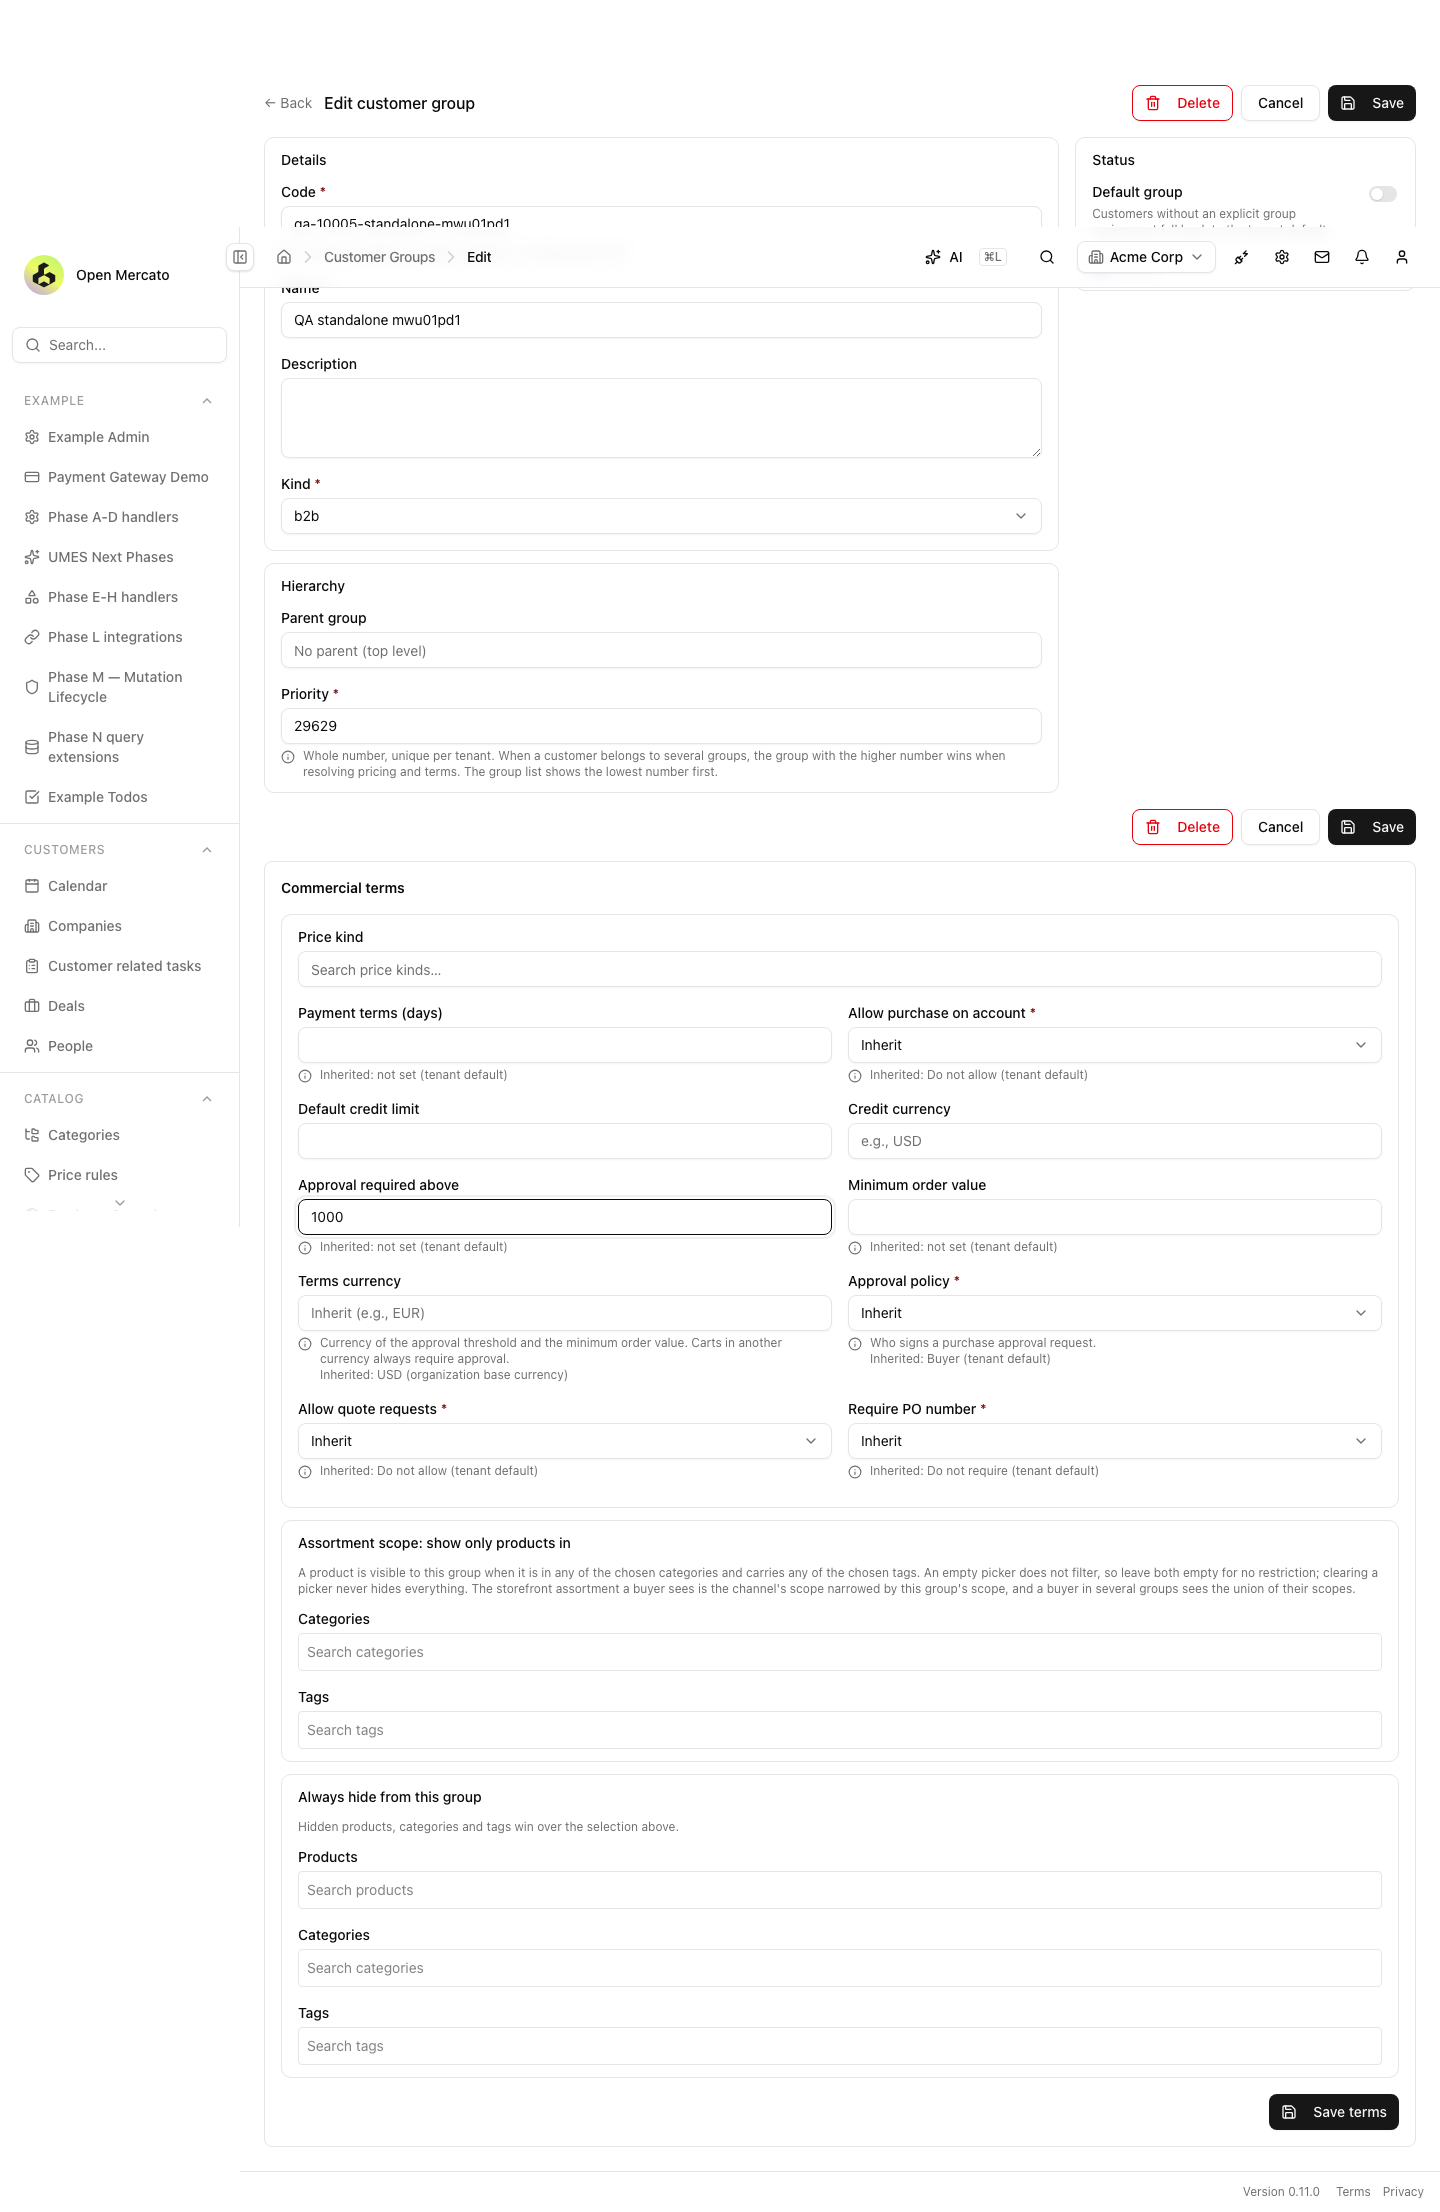 ← Back Edit customer group
Delete Cancel Save
Details
Code *
qa-10005-standalone-mwu01pd1
Status
Default group
Customers without an explicit group
Open Mercato
Customer Groups Edit
AI ⌘L
Acme Corp
Name
QA standalone mwu01pd1
Description
Kind *
b2b
Hierarchy
Parent group
No parent (top level)
Priority *
29629
Whole number, unique per tenant. When a customer belongs to several groups, the group with the higher number wins when
resolving pricing and terms. The group list shows the lowest number first.
Delete Cancel Save
Search...
EXAMPLE
Example Admin
Payment Gateway Demo
Phase A-D handlers
UMES Next Phases
Phase E-H handlers
Phase L integrations
Phase M — Mutation
Lifecycle
Phase N query
extensions
Example Todos
CUSTOMERS
Calendar
Companies
Customer related tasks
Deals
People
CATALOG
Categories
Price rules
Commercial terms
Price kind
Search price kinds...
Payment terms (days)
Inherited: not set (tenant default)
Allow purchase on account *
Inherit
Inherited: Do not allow (tenant default)
Default credit limit
Credit currency
e.g., USD
Approval required above
1000
Inherited: not set (tenant default)
Minimum order value
Inherited: not set (tenant default)
Terms currency
Inherit (e.g., EUR)
Currency of the approval threshold and the minimum order value. Carts in another
currency always require approval.
Inherited: USD (organization base currency)
Approval policy *
Inherit
Who signs a purchase approval request.
Inherited: Buyer (tenant default)
Allow quote requests *
Inherit
Inherited: Do not allow (tenant default)
Require PO number *
Inherit
Inherited: Do not require (tenant default)
Assortment scope: show only products in
A product is visible to this group when it is in any of the chosen categories and carries any of the chosen tags. An empty picker does not filter, so leave both empty for no restriction; clearing a
picker never hides everything. The storefront assortment a buyer sees is the channel's scope narrowed by this group's scope, and a buyer in several groups sees the union of their scopes.
Categories
Search categories
Tags
Search tags
Always hide from this group
Hidden products, categories and tags win over the selection above.
Products
Search products
Categories
Search categories
Tags
Search tags
Save terms
Version 0.11.0 Terms Privacy